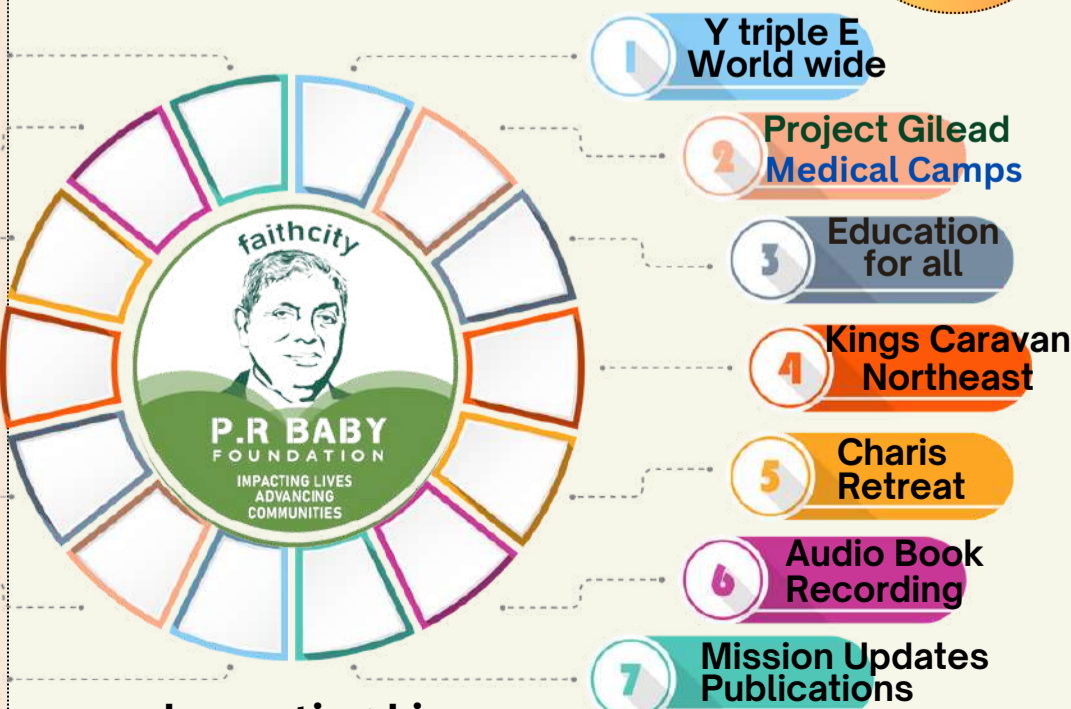 1
Y triple E
World wide
2
Project Gilead
Medical Camps
3
Education
for all
4
Kings Caravan
Northeast
5
Charis
Retreat
6
Audio Book
Recording
7
Mission Updates
Publications
faithcity
P.R BABY
FOUNDATION
IMPACTING LIVES
ADVANCING
COMMUNITIES